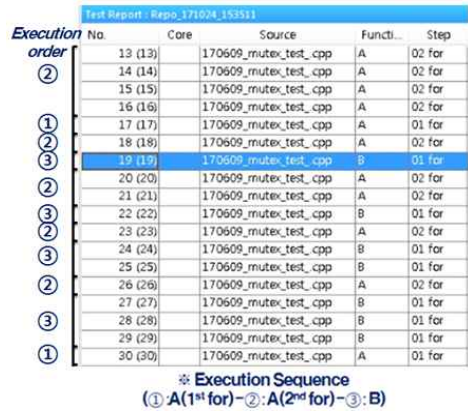 Test Report : Repo_171024_153511
Execution order
No. Core Source Functi... Step
② 13 (13) 170609_mutex_test_.cpp A 02 for
14 (14) 170609_mutex_test_.cpp A 02 for
15 (15) 170609_mutex_test_.cpp A 02 for
16 (16) 170609_mutex_test_.cpp A 02 for
① 17 (17) 170609_mutex_test_.cpp A 01 for
② 18 (18) 170609_mutex_test_.cpp A 02 for
③ 19 (19) 170609_mutex_test_.cpp B 01 for
② 20 (20) 170609_mutex_test_.cpp A 02 for
21 (21) 170609_mutex_test_.cpp A 02 for
③ 22 (22) 170609_mutex_test_.cpp B 01 for
② 23 (23) 170609_mutex_test_.cpp A 02 for
③ 24 (24) 170609_mutex_test_.cpp B 01 for
25 (25) 170609_mutex_test_.cpp B 01 for
② 26 (26) 170609_mutex_test_.cpp A 02 for
③ 27 (27) 170609_mutex_test_.cpp B 01 for
28 (28) 170609_mutex_test_.cpp B 01 for
29 (29) 170609_mutex_test_.cpp B 01 for
① 30 (30) 170609_mutex_test_.cpp A 01 for
※ Execution Sequence
(①:A(1st for)-②:A(2nd for)-③: B)